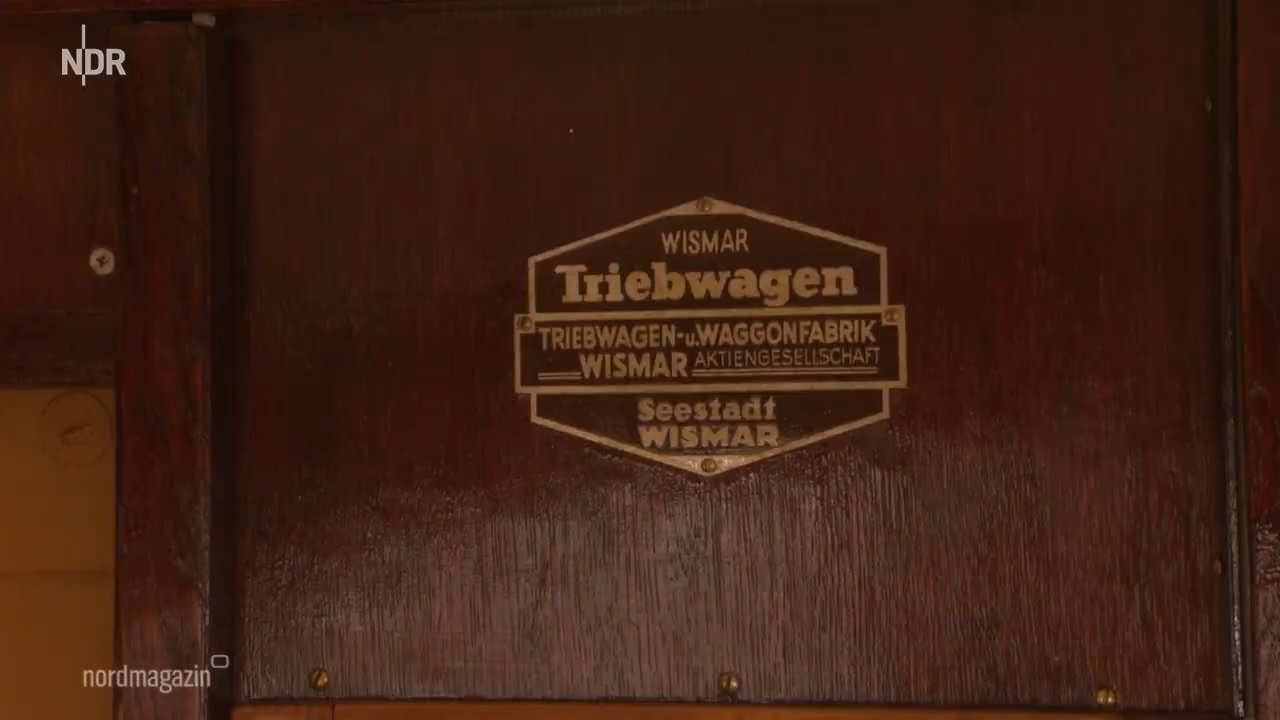 NDR
WISMAR
Triebwagen
TRIEBWAGEN-u.WAGGONFABRIK
WISMAR AKTIENGESELLSCHAFT
Seestadt
WISMAR
nordmagazin